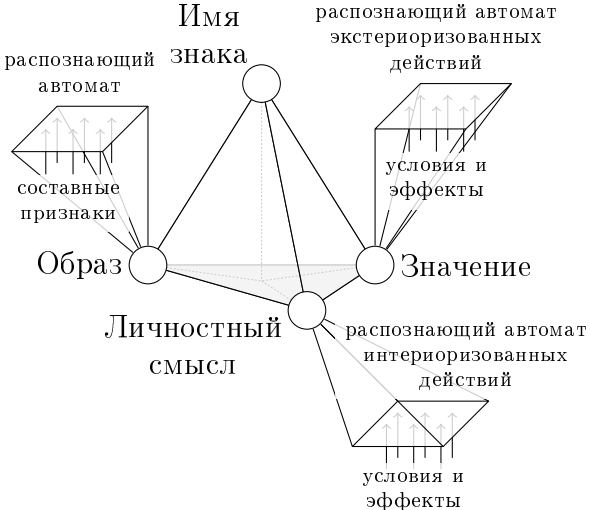 Имя
знака
распознающий автомат
экстериоризованных
действий
распознающий
автомат
условия и
эффекты
составные
признаки
Образ
Значение
Личностный
смысл
распознающий автомат
интериоризованных
действий
условия и
эффекты